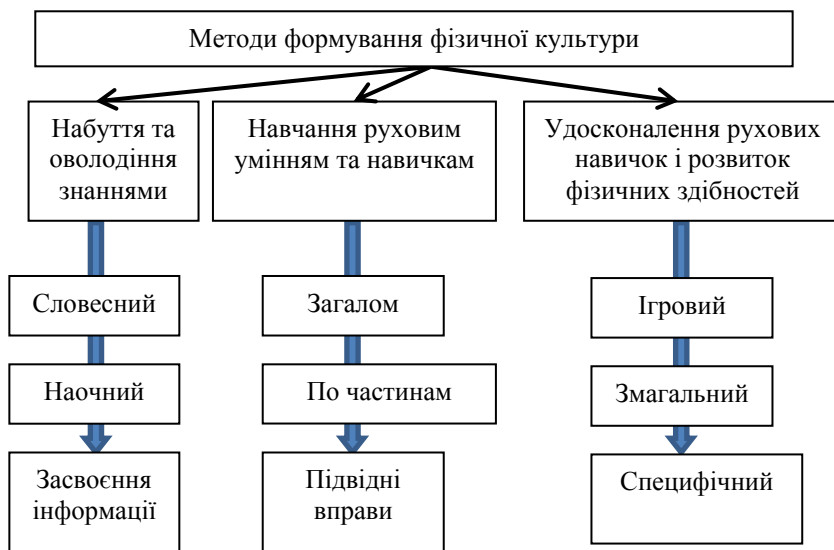 Методи формування фізичної культури
Набуття та
оволодіння
знаннями
Навчання руховим
умінням та навичкам
Удосконалення рухових
навичок і розвиток
фізичних здібностей
Словесний
Загалом
Ігровий
Наочний
По частинам
Змагальний
Засвоєння
інформації
Підвідні
вправи
Специфічний